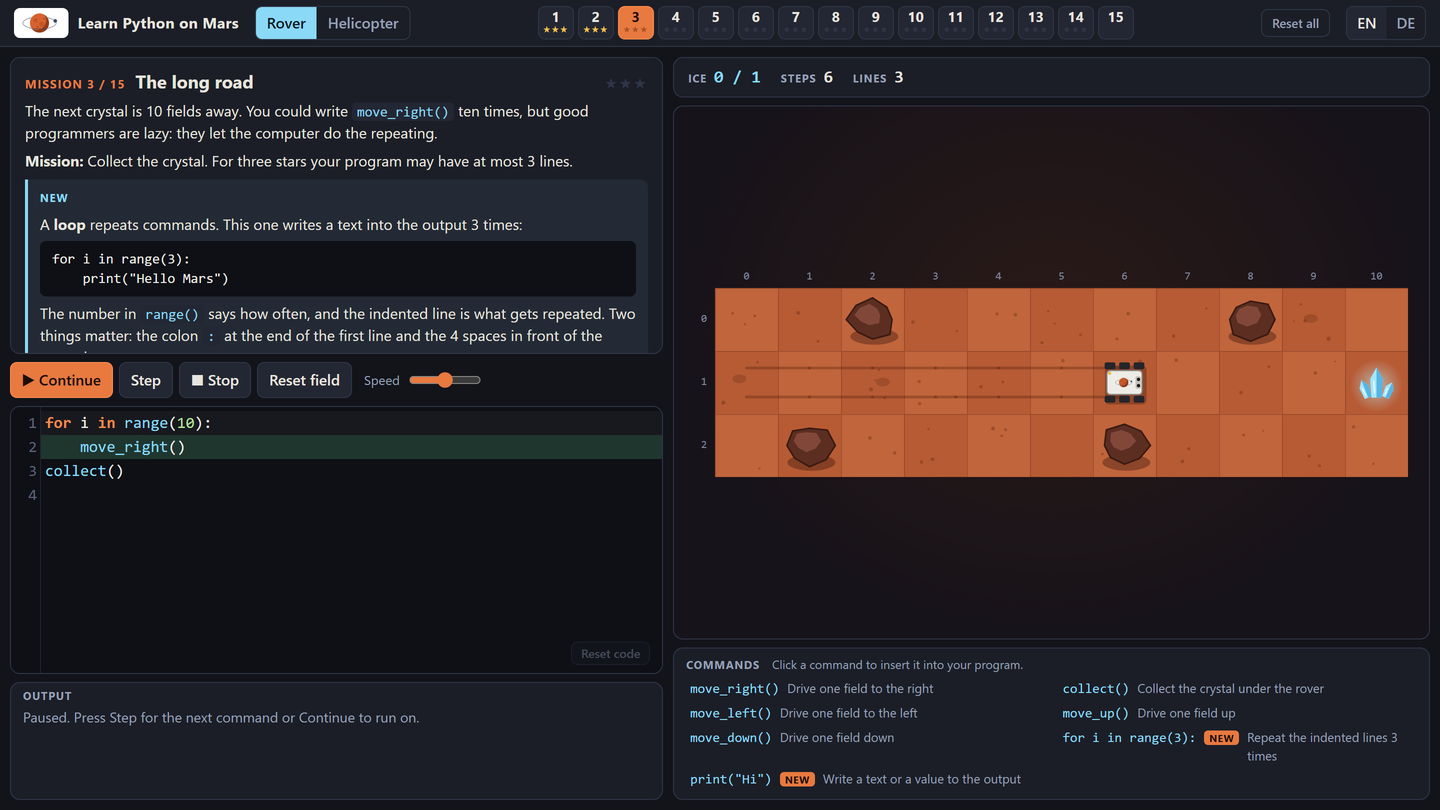 Learn Python on Mars
Rover
Helicopter
1 2 3 4 5 6 7 8 9 10 11 12 13 14 15
Reset all
EN DE
MISSION 3 / 15 The long road
The next crystal is 10 fields away. You could write move_right() ten times, but good
programmers are lazy: they let the computer do the repeating.
Mission: Collect the crystal. For three stars your program may have at most 3 lines.
NEW
A loop repeats commands. This one writes a text into the output 3 times:
for i in range(3):
    print("Hello Mars")
The number in range() says how often, and the indented line is what gets repeated. Two
things matter: the colon : at the end of the first line and the 4 spaces in front of the
▶ Continue
Step
■ Stop
Reset field
Speed
1 for i in range(10):
2     move_right()
3 collect()
4
Reset code
OUTPUT
Paused. Press Step for the next command or Continue to run on.
ICE 0 / 1 STEPS 6 LINES 3
0 1 2 3 4 5 6 7 8 9 10
0
1
2
COMMANDS Click a command to insert it into your program.
move_right() Drive one field to the right
collect() Collect the crystal under the rover
move_left() Drive one field to the left
move_up() Drive one field up
move_down() Drive one field down
for i in range(3): NEW Repeat the indented lines 3
times
print("Hi") NEW Write a text or a value to the output